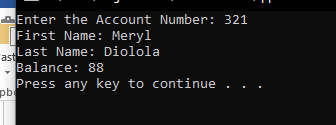 Enter the Account Number: 321
First Name: Meryl
Last Name: Diolola
Balance: 88
Press any key to continue . . .